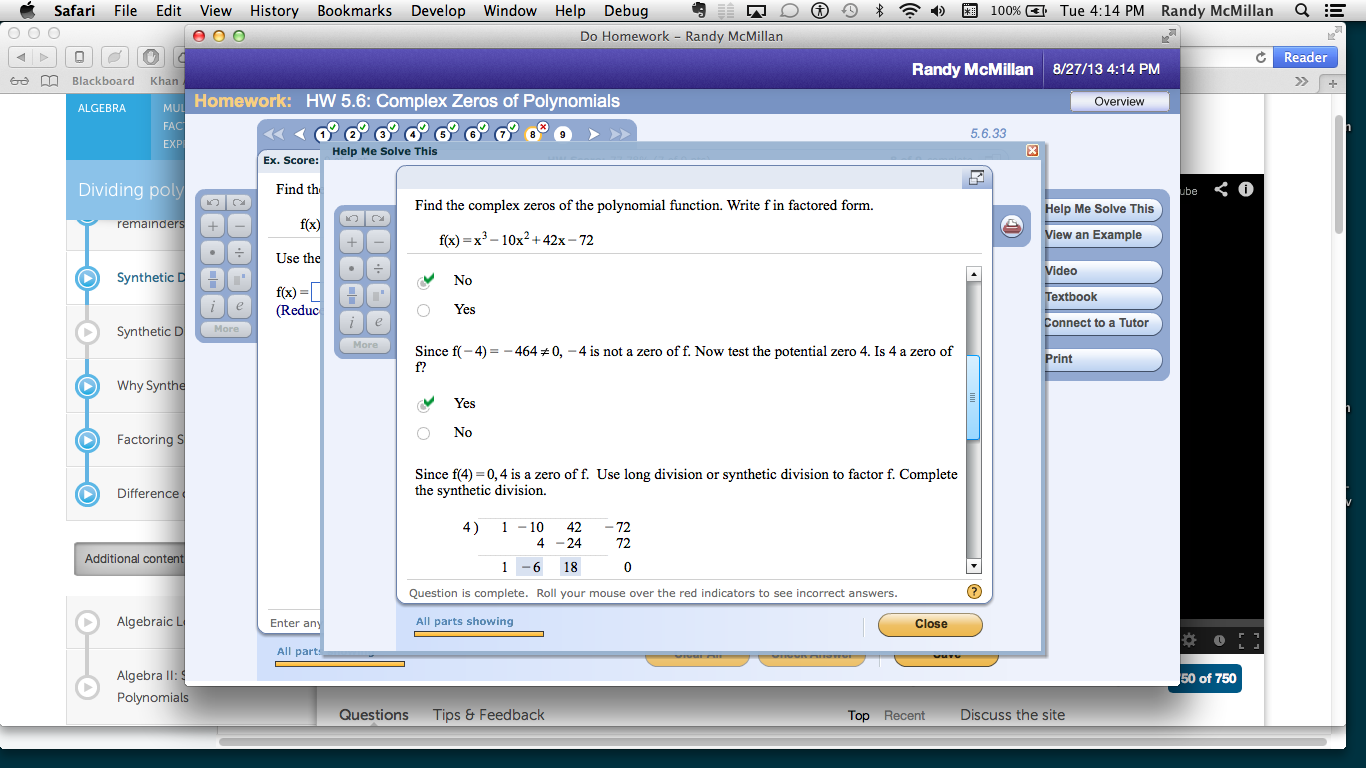 Safari File Edit View History Bookmarks Develop Window Help Debug 100% Tue 4:14 PM Randy McMillan
Do Homework – Randy McMillan
Reader
Blackboard Khan
Randy McMillan 8/27/13 4:14 PM
Homework: HW 5.6: Complex Zeros of Polynomials
Overview
ALGEBRA
1 2 3 4 5 6 7 8 9
5.6.33
Help Me Solve This
Ex. Score:
Dividing poly
Find the
f(x)
Use the
f(x) =
(Reduc
Find the complex zeros of the polynomial function. Write f in factored form.
f(x) = x³ – 10x² + 42x – 72
No
Yes
Since f( – 4) = – 464 ≠ 0, – 4 is not a zero of f. Now test the potential zero 4. Is 4 a zero of
f?
Yes
No
Since f(4) = 0, 4 is a zero of f. Use long division or synthetic division to factor f. Complete
the synthetic division.
4 ) 1 – 10 42 – 72
4 – 24 72
1 – 6 18 0
Question is complete. Roll your mouse over the red indicators to see incorrect answers.
All parts showing
Close
More
More
Help Me Solve This
View an Example
Video
Textbook
Connect to a Tutor
Print
remainders
Synthetic D
Synthetic D
Why Synthe
Factoring S
Difference
Additional content
Algebraic L
Algebra II: S
Polynomials
Enter any
All parts
Clear All Check Answer Save
50 of 750
Questions Tips & Feedback Top Recent Discuss the site